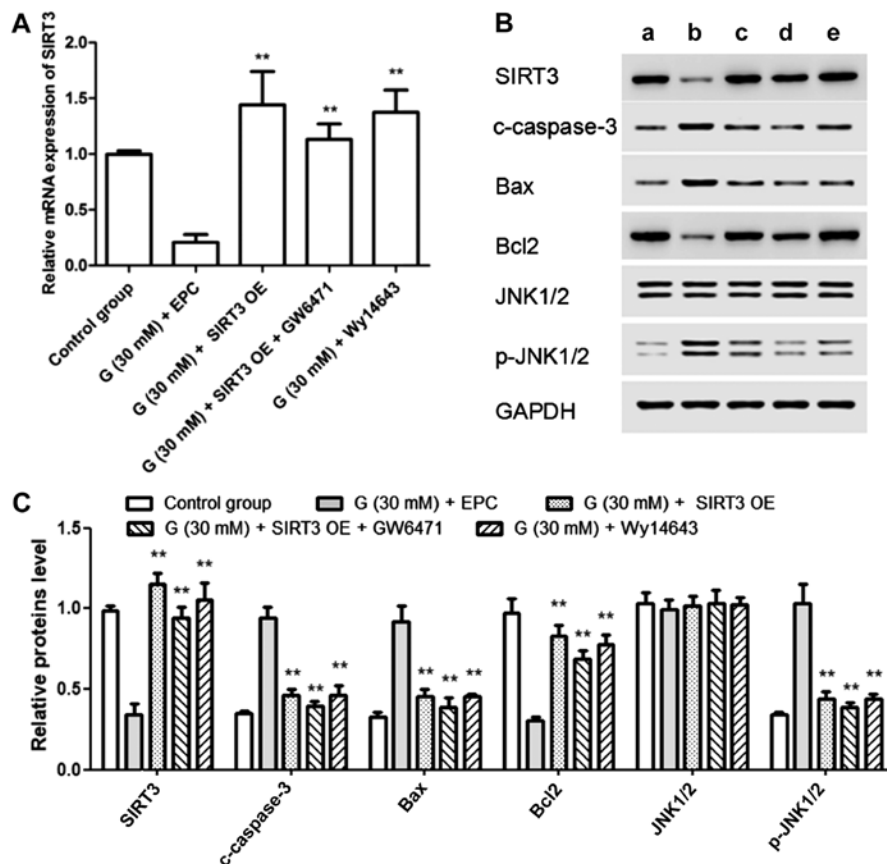 A
Relative mRNA expression of SIRT3
2.0
1.5
1.0
0.5
0.0
**
**
**
Control group
G (30 mM) + EPC
G (30 mM) + SIRT3 OE
G (30 mM) + SIRT3 OE + GW6471
G (30 mM) + Wy14643
B
a b c d e
SIRT3
c-caspase-3
Bax
Bcl2
JNK1/2
p-JNK1/2
GAPDH
C
Control group G (30 mM) + EPC G (30 mM) + SIRT3 OE
G (30 mM) + SIRT3 OE + GW6471 G (30 mM) + Wy14643
Relative proteins level
1.5
1.0
0.5
0.0
** ** **
** ** **
** ** **
** ** **
** ** **
SIRT3
c-caspase-3
Bax
Bcl2
JNK1/2
p-JNK1/2